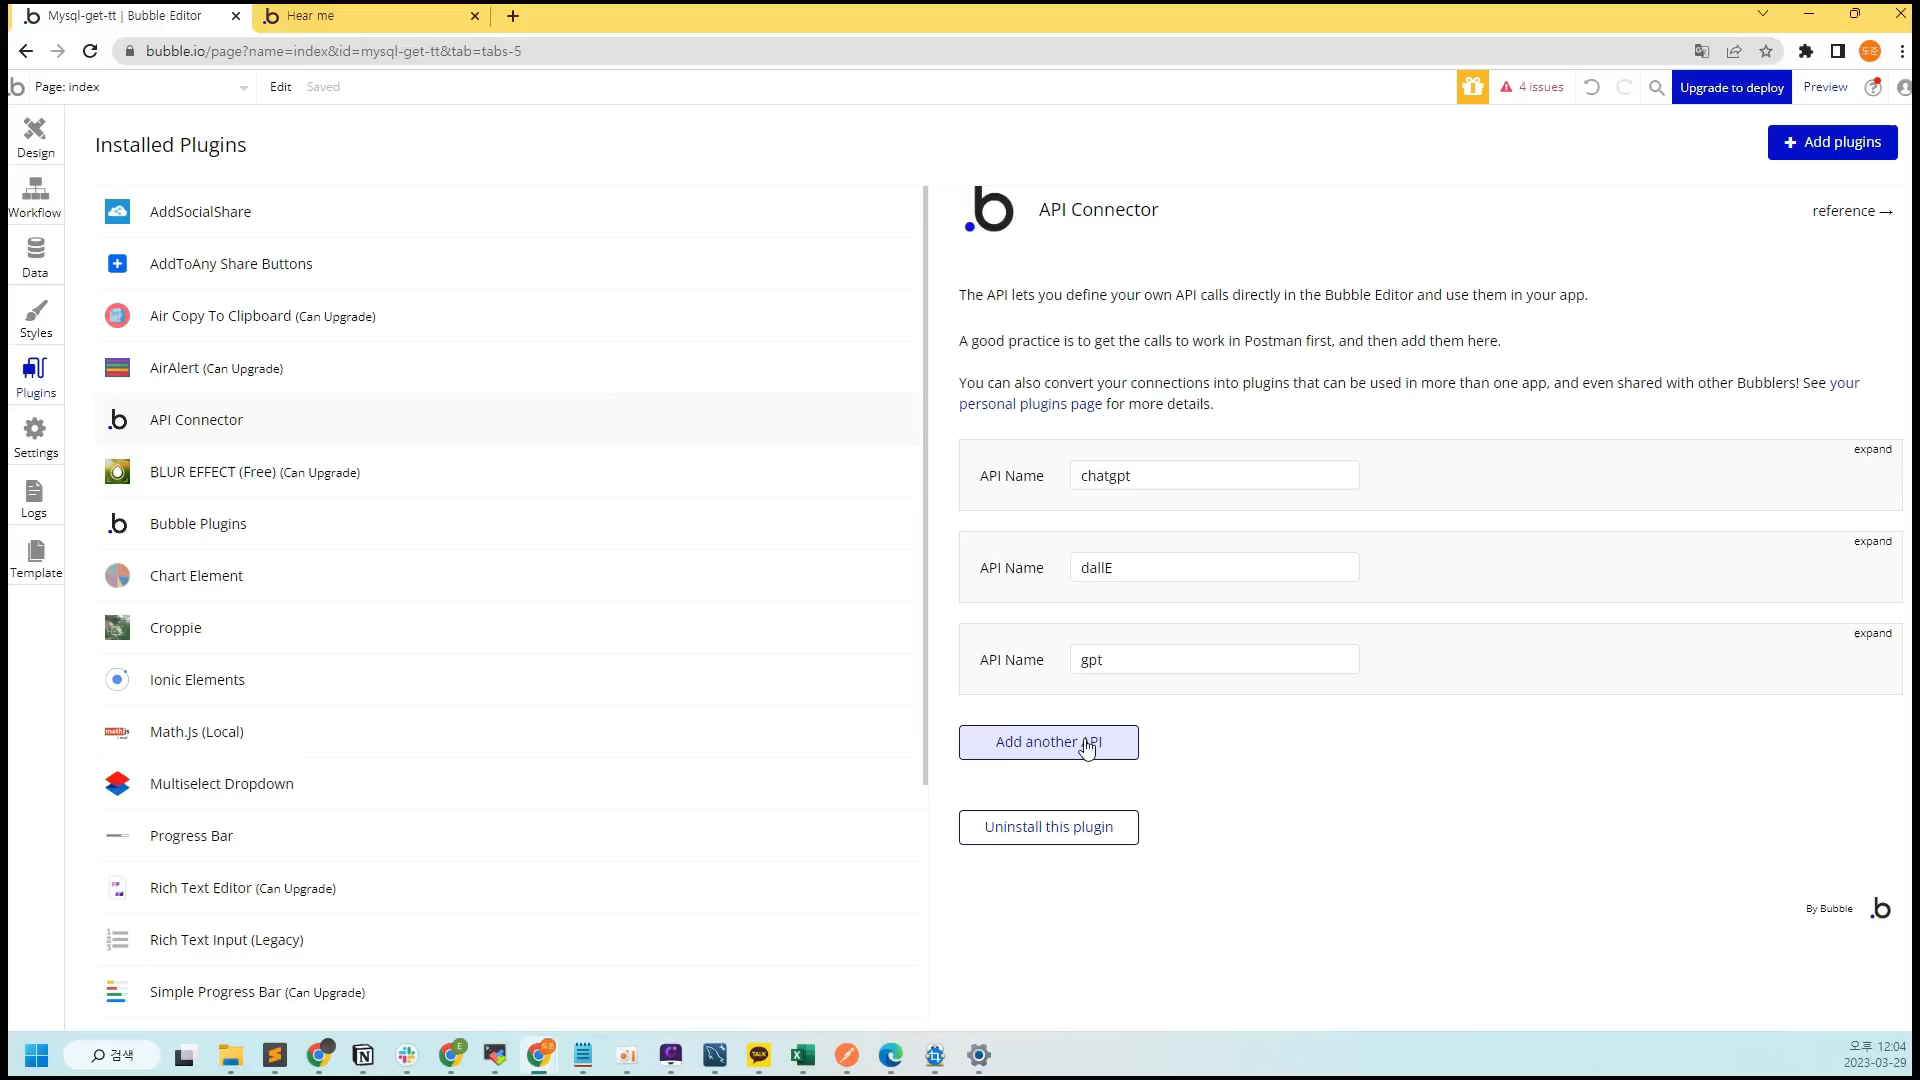 Mysql-get-tt | Bubble Editor
Hear me
bubble.io/page?name=index&id=mysql-get-tt&tab=tabs-5
도준
Page: index
Edit
Saved
4 issues
Upgrade to deploy
Preview
Design
Workflow
Data
Styles
Plugins
Settings
Logs
Template
Installed Plugins
Add plugins
AddSocialShare
AddToAny Share Buttons
Air Copy To Clipboard (Can Upgrade)
AirAlert (Can Upgrade)
API Connector
BLUR EFFECT (Free) (Can Upgrade)
Bubble Plugins
Chart Element
Croppie
Ionic Elements
Math.Js (Local)
Multiselect Dropdown
Progress Bar
Rich Text Editor (Can Upgrade)
Rich Text Input (Legacy)
Simple Progress Bar (Can Upgrade)
API Connector
reference →
The API lets you define your own API calls directly in the Bubble Editor and use them in your app.
A good practice is to get the calls to work in Postman first, and then add them here.
You can also convert your connections into plugins that can be used in more than one app, and even shared with other Bubblers! See your
personal plugins page for more details.
expand
API Name
chatgpt
expand
API Name
dallE
expand
API Name
gpt
Add another API
Uninstall this plugin
By Bubble
검색
TALK
오후 12:04
2023-03-29